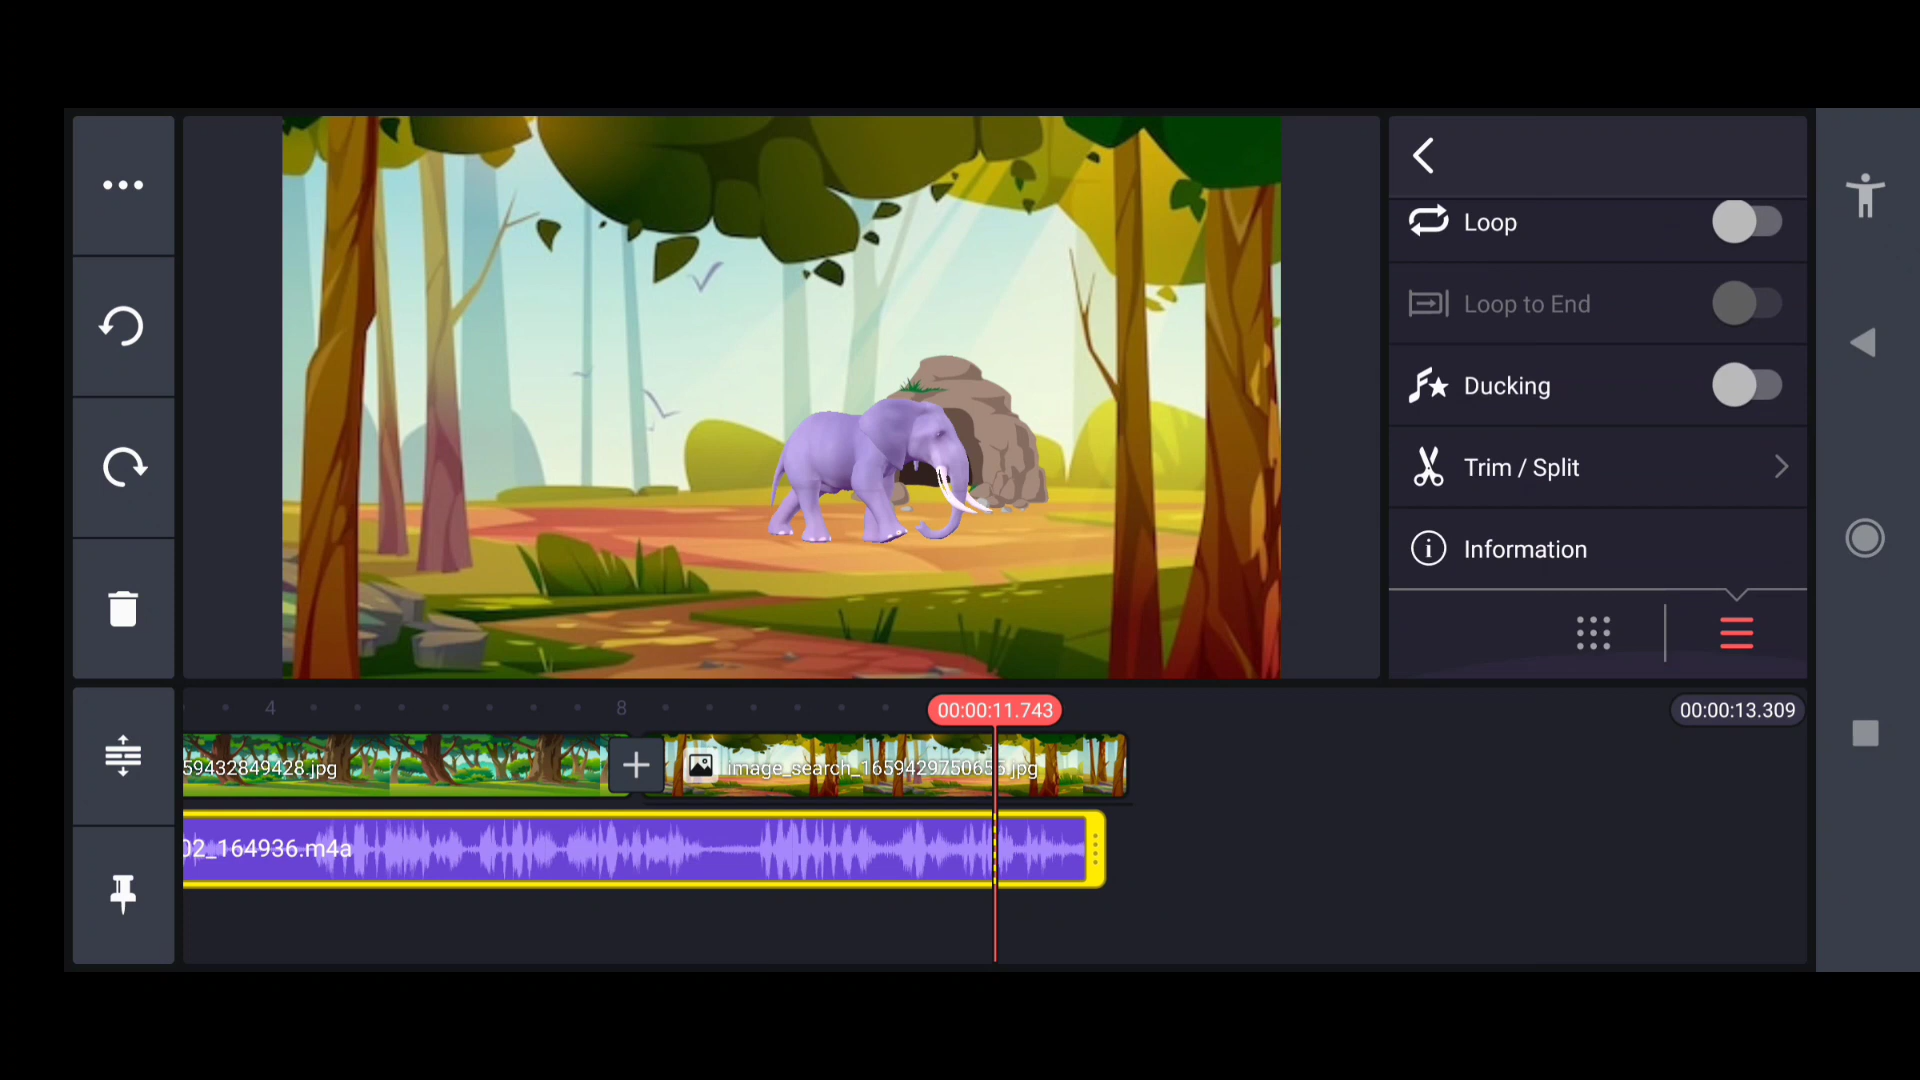 Loop
Loop to End
Ducking
Trim / Split
Information
4
8
00:00:11.743
00:00:13.309
59432849428.jpg
image_search_1659429750655.jpg
02_164936.m4a